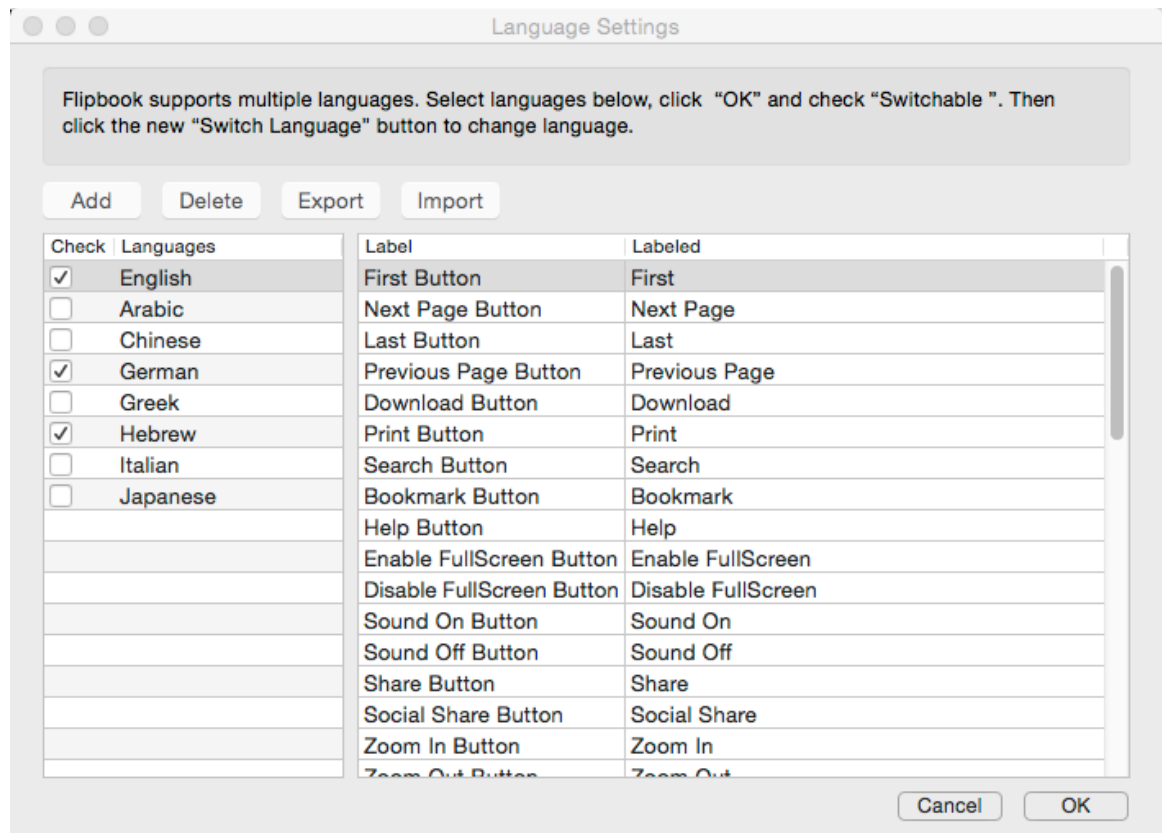 Language Settings
Flipbook supports multiple languages. Select languages below, click “OK” and check “Switchable ”. Then
click the new “Switch Language" button to change language.
Add Delete Export Import
Check Languages Label Labeled
English First Button First
Arabic Next Page Button Next Page
Chinese Last Button Last
German Previous Page Button Previous Page
Greek Download Button Download
Hebrew Print Button Print
Italian Search Button Search
Japanese Bookmark Button Bookmark
Help Button Help
Enable FullScreen Button Enable FullScreen
Disable FullScreen Button Disable FullScreen
Sound On Button Sound On
Sound Off Button Sound Off
Share Button Share
Social Share Button Social Share
Zoom In Button Zoom In
Zoom Out Button Zoom Out
Cancel OK